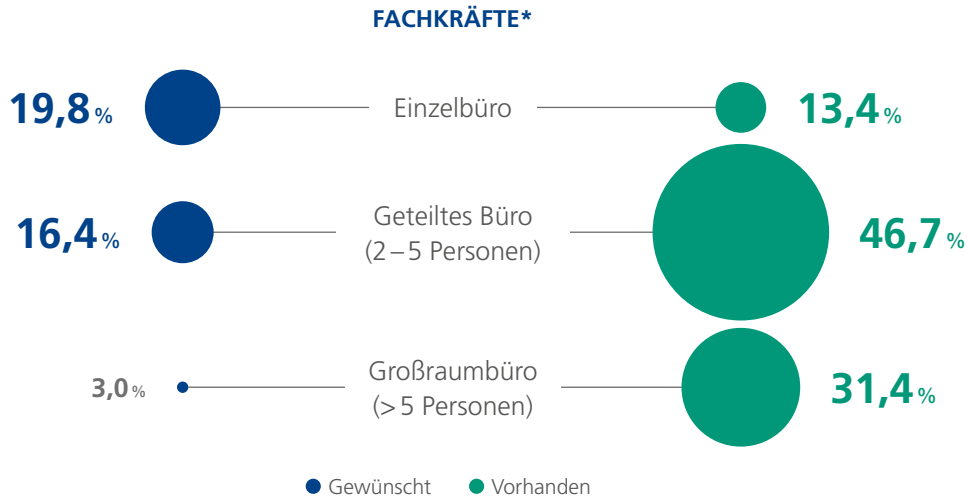 FACHKRÄFTE*
19,8 % Einzelbüro 13,4 %
16,4 % Geteiltes Büro 46,7 %
(2–5 Personen)
3,0 % Großraumbüro 31,4 %
(> 5 Personen)
Gewünscht Vorhanden